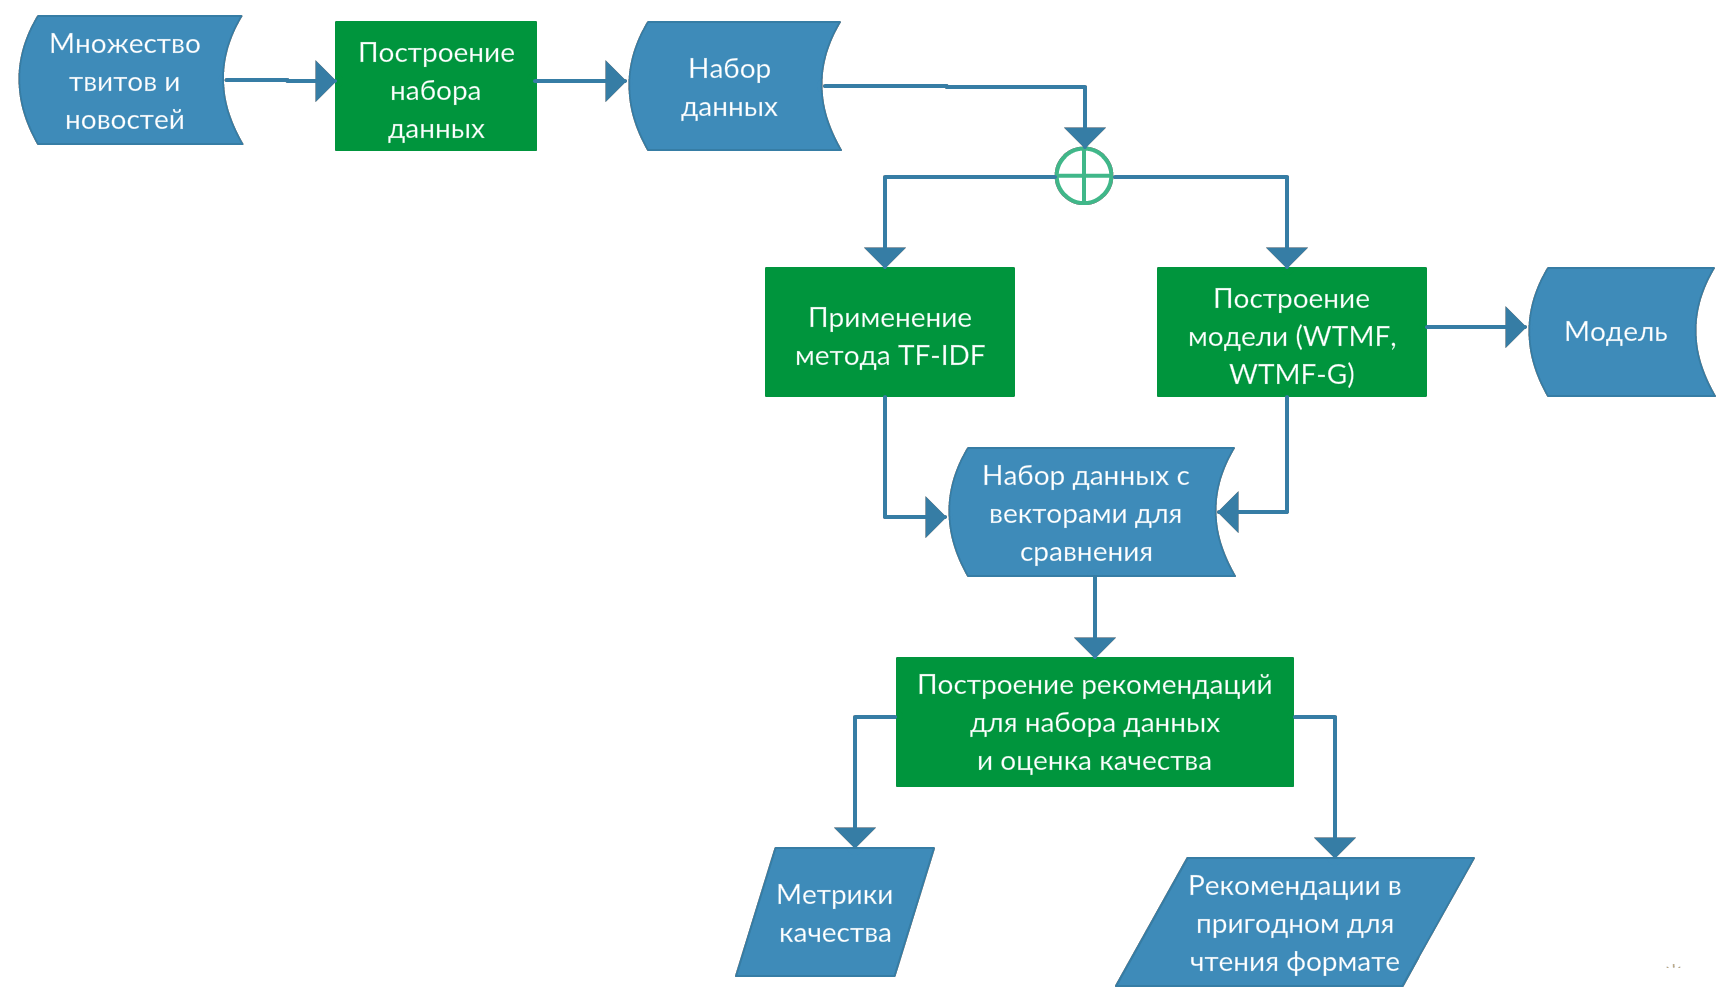 Множество
твитов и
новостей
Построение
набора
данных
Набор
данных
Применение
метода TF-IDF
Построение
модели (WTMF,
WTMF-G)
Модель
Набор данных с
векторами для
сравнения
Построение рекомендаций
для набора данных
и оценка качества
Метрики
качества
Рекомендации в
пригодном для
чтения формате